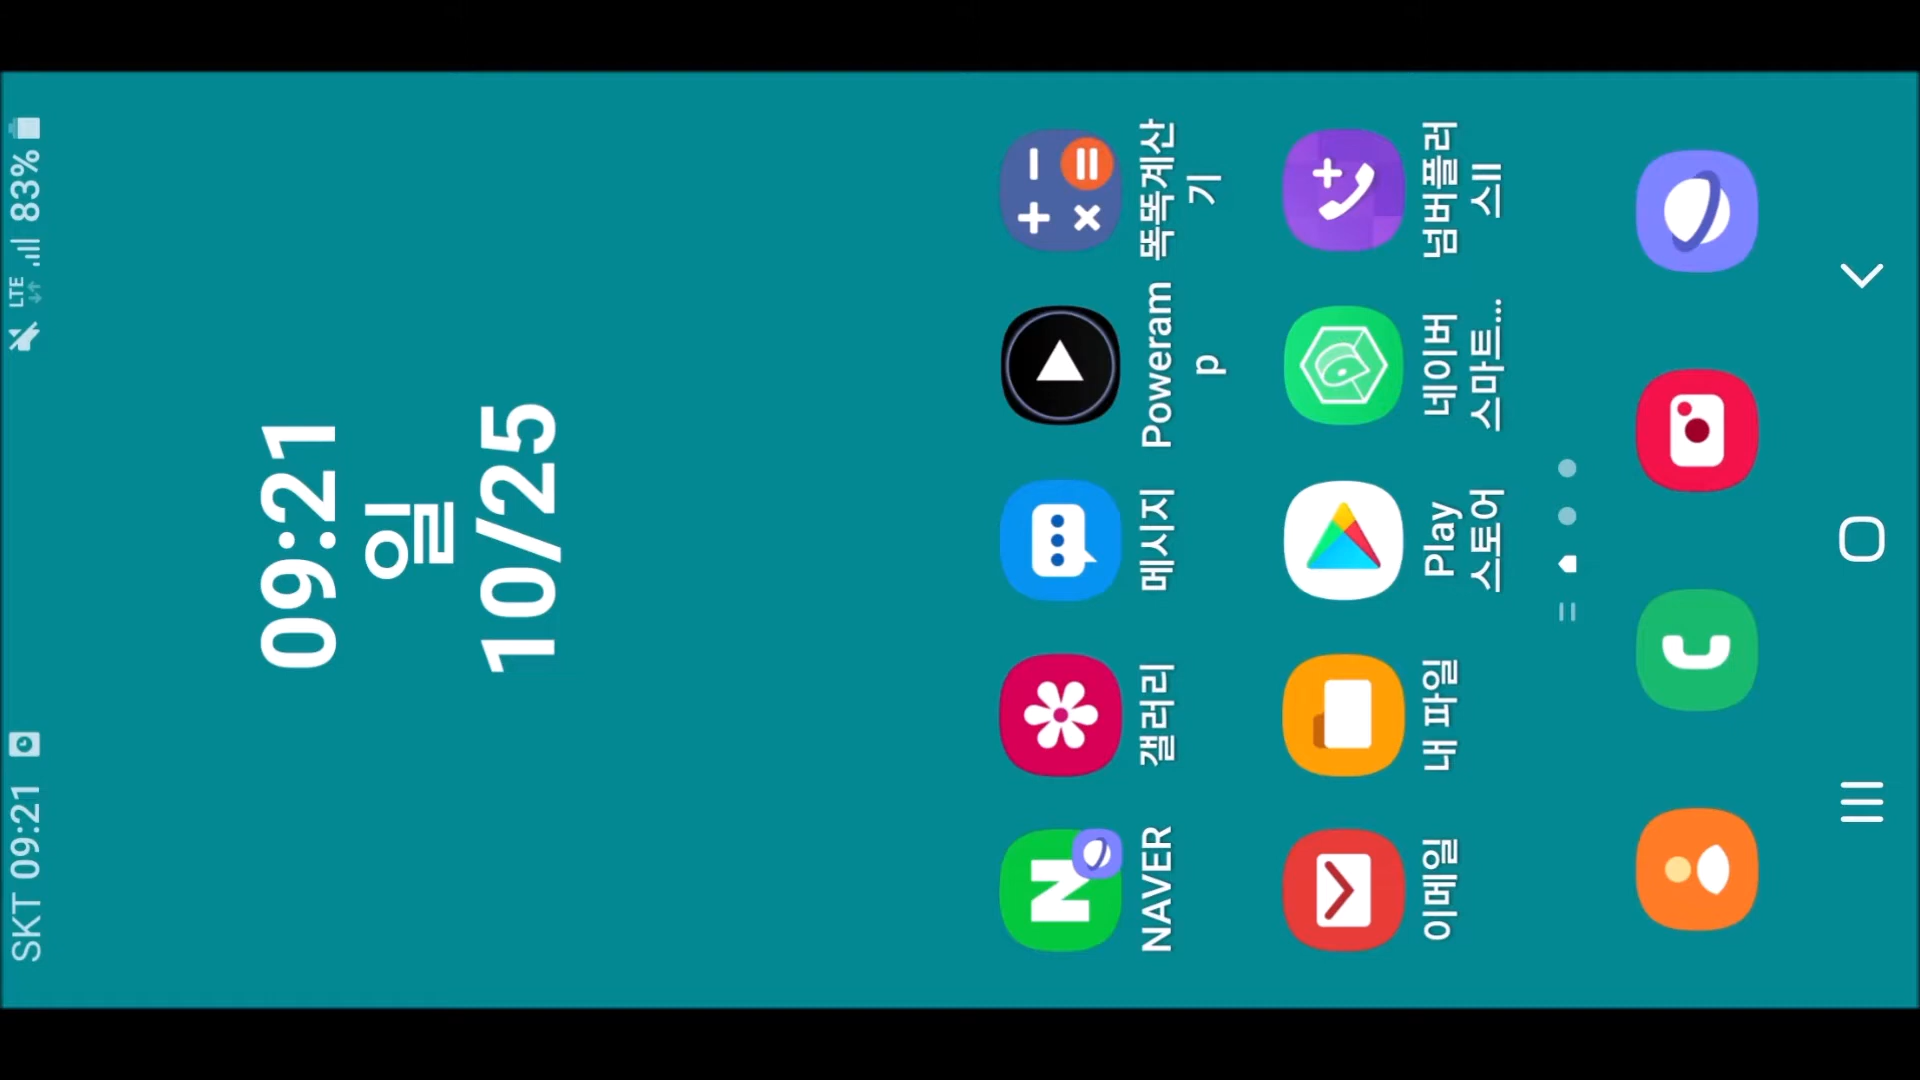 SKT 09:21
LTE
83%
09:21
일
10/25
NAVER
갤러리
메시지
Poweram
p
똑똑계산
기
이메일
내 파일
Play
스토어
네이버
스마트...
넘버플러
스II